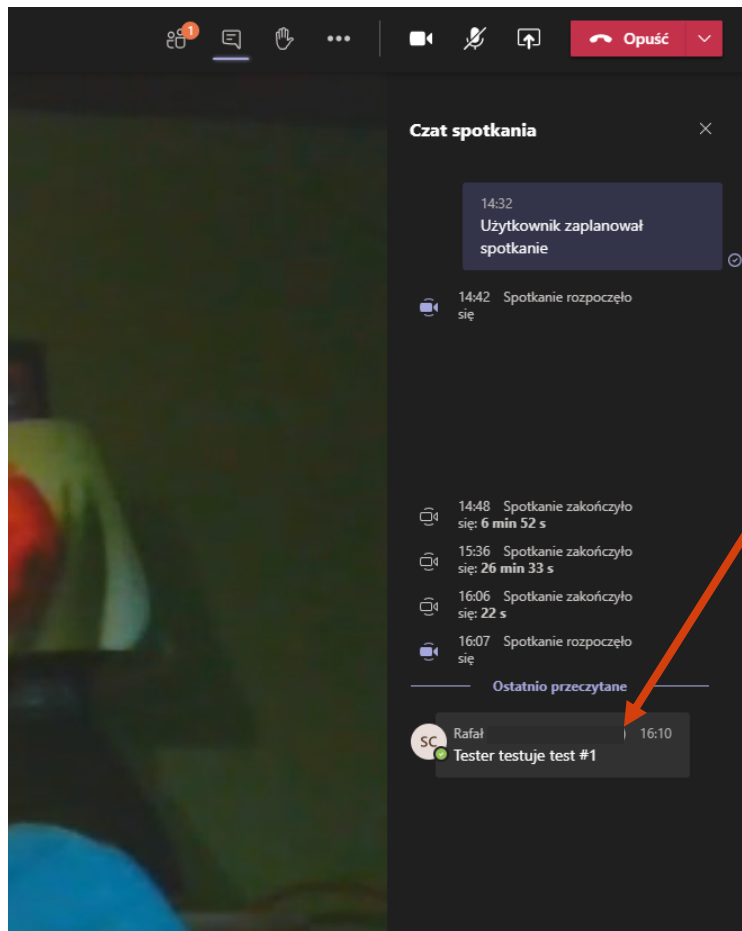 1
Opuść
Czat spotkania
14:32
Użytkownik zaplanował
spotkanie
14:42 Spotkanie rozpoczęło
się
14:48 Spotkanie zakończyło
się: 6 min 52 s
15:36 Spotkanie zakończyło
się: 26 min 33 s
16:06 Spotkanie zakończyło
się: 22 s
16:07 Spotkanie rozpoczęło
się
Ostatnio przeczytane
SC
Rafał ) 16:10
Tester testuje test #1